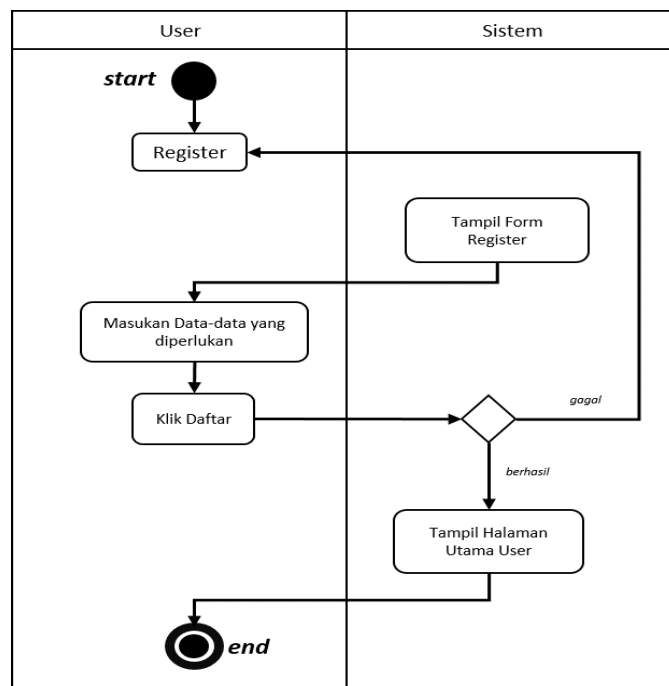 User
Sistem
start
Register
Tampil Form
Register
Masukan Data-data yang
diperlukan
Klik Daftar
gagal
berhasil
Tampil Halaman
Utama User
end